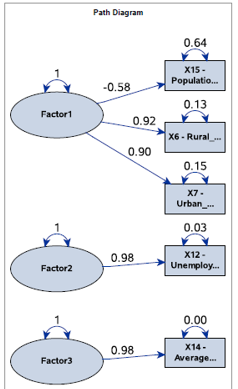 Path Diagram
0.64
1
-0.58
X15 -
Populatio...
Factor1
0.92
0.13
X6 - Rural_...
0.90
0.15
X7 -
Urban_...
1
0.03
Factor2
0.98
X12 -
Unemploy...
1
0.00
Factor3
0.98
X14 -
Average...